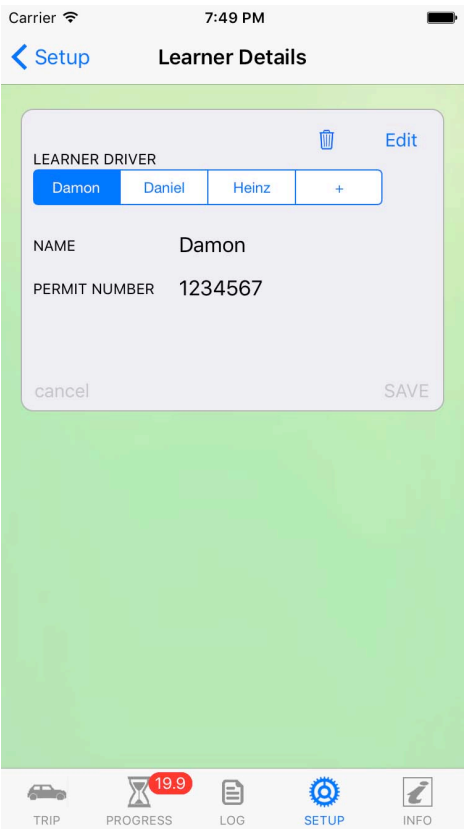 Carrier 7:49 PM
Setup Learner Details
Edit
LEARNER DRIVER
Damon Daniel Heinz +
NAME Damon
PERMIT NUMBER 1234567
cancel SAVE
19.9
TRIP PROGRESS LOG SETUP INFO